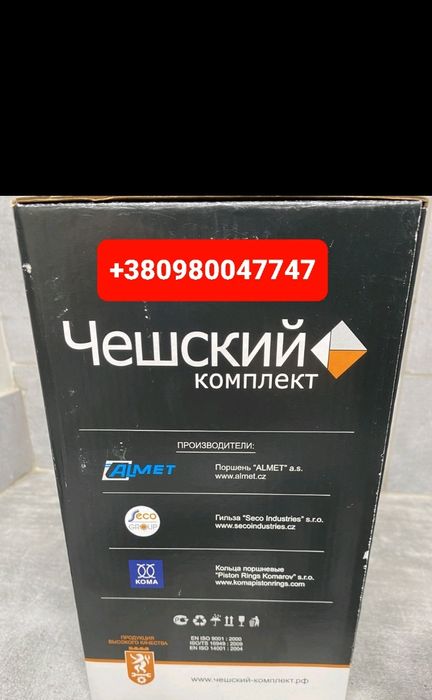 +380980047747
Чешский
комплект
ПРОИЗВОДИТЕЛИ:
ALMET
Поршень "ALMET" a.s.
www.almet.cz
Seco
GROUP
Гильза "Seco Industries" s.r.o.
www.secoindustries.cz
КОМА
Кольца поршневые
"Piston Rings Komarov" s.r.o.
www.komapistonrings.com
ПРОДУКЦИЯ
ВЫСОКОГО КАЧЕСТВА
EN ISO 9001 : 2000
ISO/TS 16949 : 2009
EN ISO 14001 : 2004
www.чешский-комплект.рф